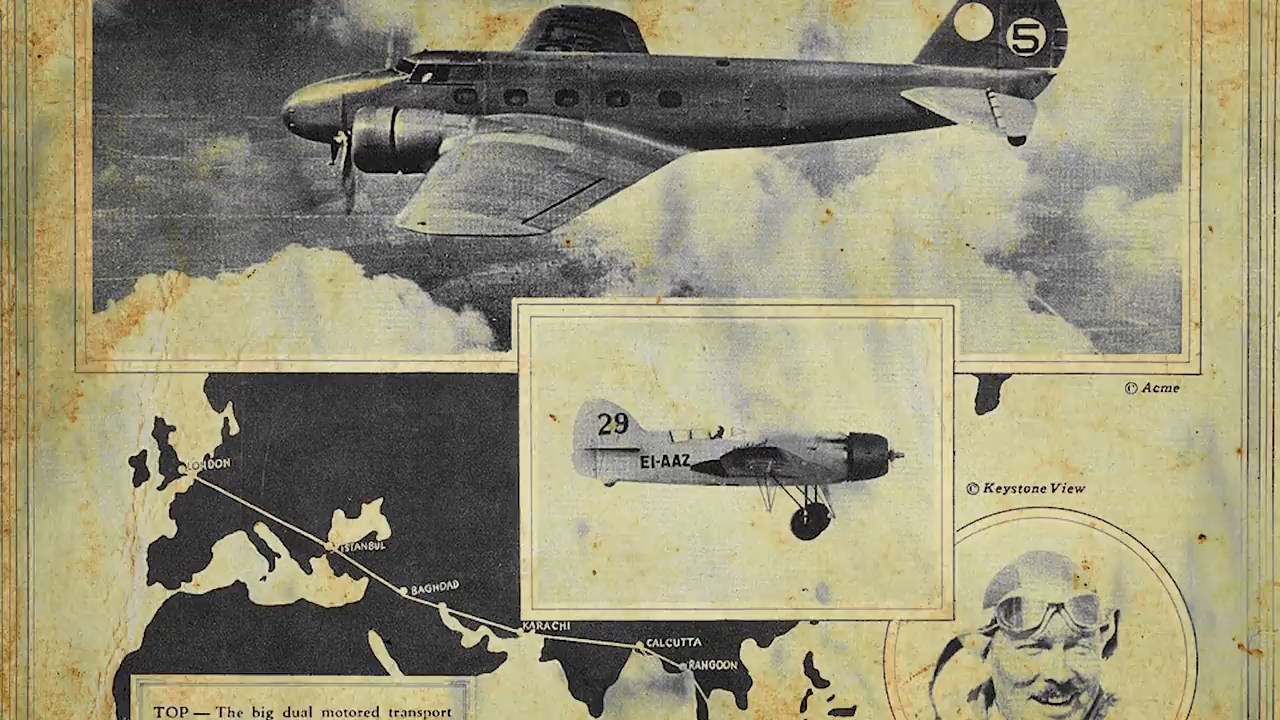 5
© Acme
29
EI-AAZ
© Keystone View
LONDON
ISTANBUL
BAGHDAD
KARACHI
CALCUTTA
RANGOON
TOP — The big dual motored transport